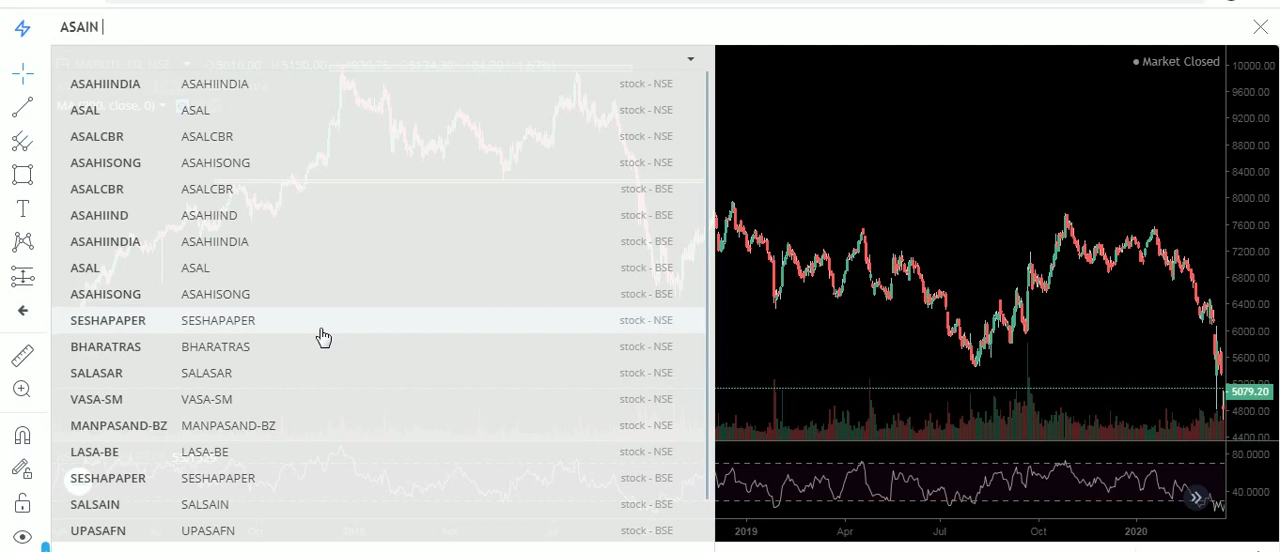 ASAIN
Market Closed
ASAHIINDIA ASAHIINDIA stock - NSE
ASAL ASAL stock - NSE
ASALCBR ASALCBR stock - NSE
ASAHISONG ASAHISONG stock - NSE
ASALCBR ASALCBR stock - BSE
ASAHIIND ASAHIIND stock - BSE
ASAHIINDIA ASAHIINDIA stock - BSE
ASAL ASAL stock - BSE
ASAHISONG ASAHISONG stock - BSE
SESHAPAPER SESHAPAPER stock - NSE
BHARATRAS BHARATRAS stock - NSE
SALASAR SALASAR stock - NSE
VASA-SM VASA-SM stock - NSE
MANPASAND-BZ MANPASAND-BZ stock - NSE
LASA-BE LASA-BE stock - NSE
SESHAPAPER SESHAPAPER stock - BSE
SALSAIN SALSAIN stock - BSE
UPASAFN UPASAFN stock - BSE
10000.00
9600.00
9200.00
8800.00
8400.00
8000.00
7600.00
7200.00
6800.00
6400.00
6000.00
5600.00
5079.20
4800.00
4400.00
80.0000
40.0000
2019 Apr Jul Oct 2020